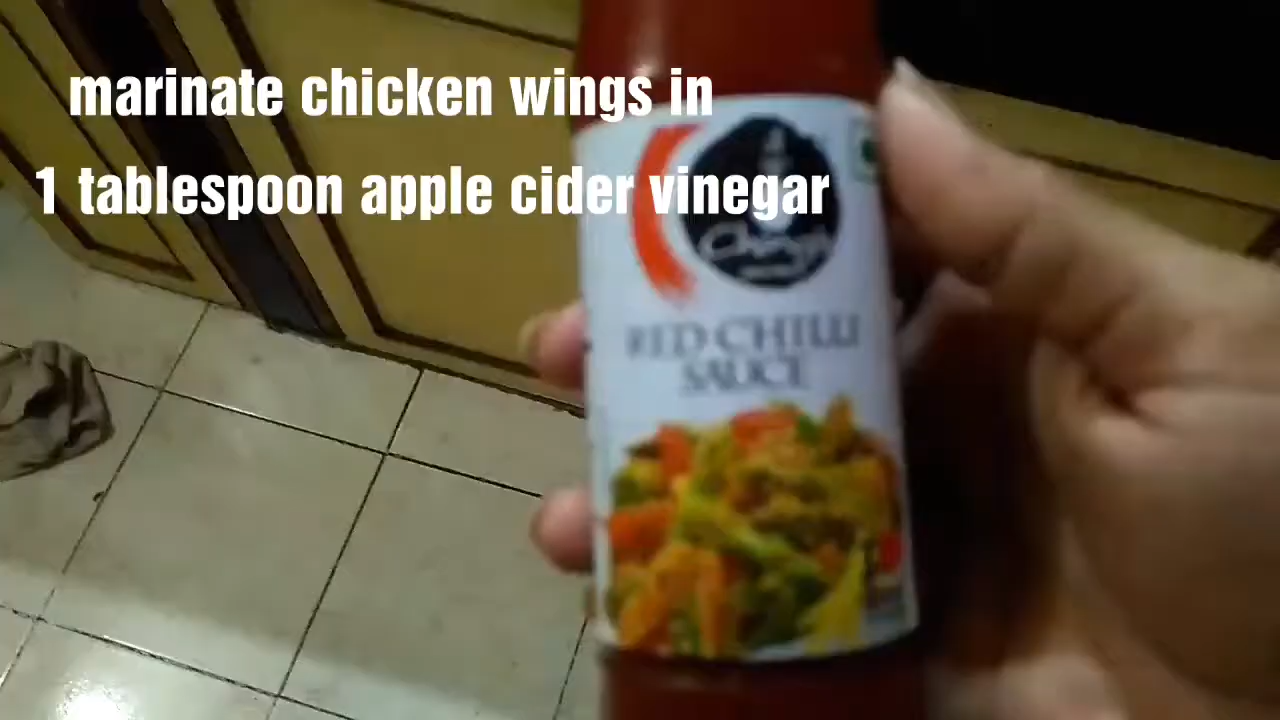 marinate chicken wings in
1 tablespoon apple cider vinegar
Ching's
RED CHILLI
SAUCE